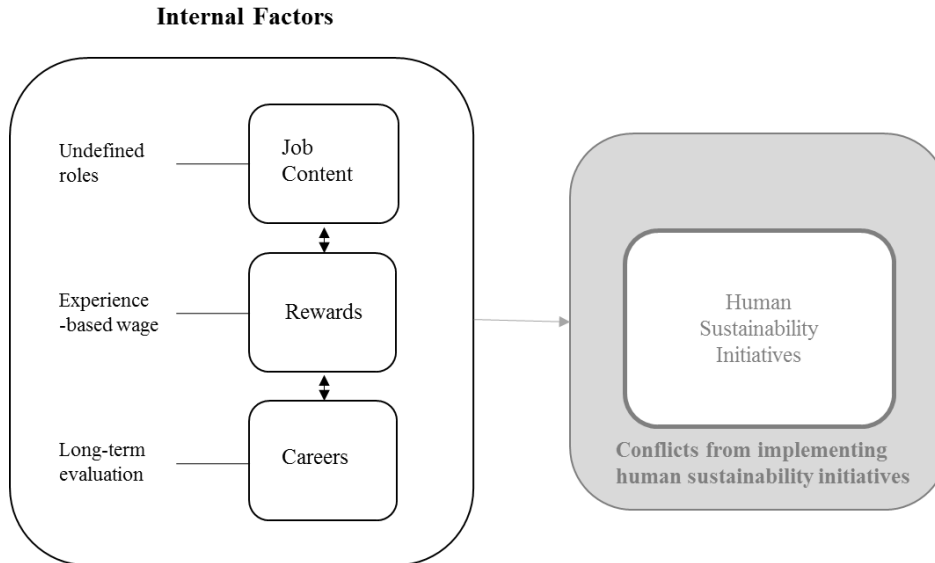 Internal Factors
Undefined
roles
Job
Content
Experience
-based wage
Rewards
Long-term
evaluation
Careers
Human
Sustainability
Initiatives
Conflicts from implementing
human sustainability initiatives